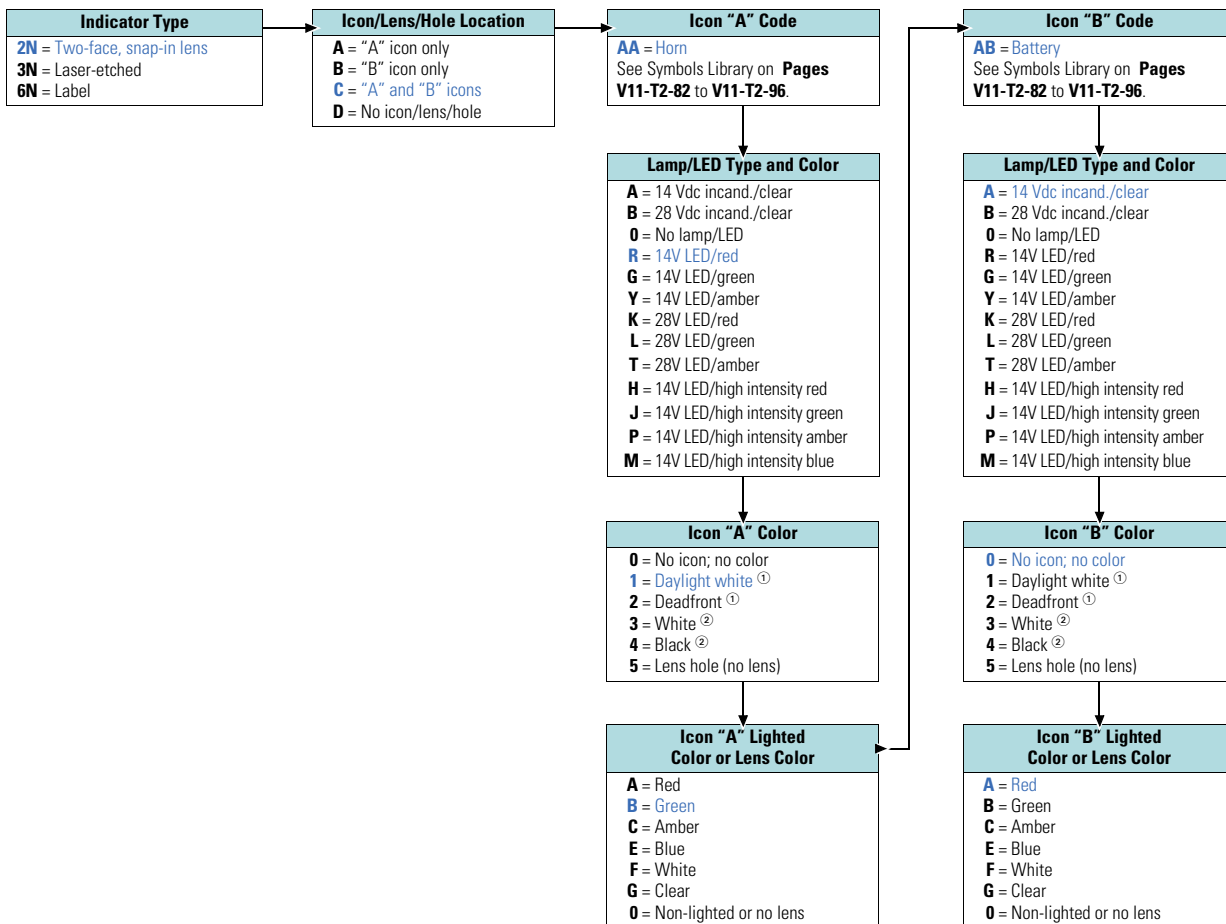 Indicator Type
2N = Two-face, snap-in lens
3N = Laser-etched
6N = Label
Icon/Lens/Hole Location
A = "A" icon only
B = "B" icon only
C = "A" and "B" icons
D = No icon/lens/hole
Icon “A” Code
AA = Horn
See Symbols Library on Pages
V11-T2-82 to V11-T2-96.
Lamp/LED Type and Color
A = 14 Vdc incand./clear
B = 28 Vdc incand./clear
0 = No lamp/LED
R = 14V LED/red
G = 14V LED/green
Y = 14V LED/amber
K = 28V LED/red
L = 28V LED/green
T = 28V LED/amber
H = 14V LED/high intensity red
J = 14V LED/high intensity green
P = 14V LED/high intensity amber
M = 14V LED/high intensity blue
Icon “A” Color
0 = No icon; no color
1 = Daylight white ①
2 = Deadfront ①
3 = White ②
4 = Black ②
5 = Lens hole (no lens)
Icon “A” Lighted
Color or Lens Color
A = Red
B = Green
C = Amber
E = Blue
F = White
G = Clear
0 = Non-lighted or no lens
Icon “B” Code
AB = Battery
See Symbols Library on Pages
V11-T2-82 to V11-T2-96.
Lamp/LED Type and Color
A = 14 Vdc incand./clear
B = 28 Vdc incand./clear
0 = No lamp/LED
R = 14V LED/red
G = 14V LED/green
Y = 14V LED/amber
K = 28V LED/red
L = 28V LED/green
T = 28V LED/amber
H = 14V LED/high intensity red
J = 14V LED/high intensity green
P = 14V LED/high intensity amber
M = 14V LED/high intensity blue
Icon “B” Color
0 = No icon; no color
1 = Daylight white ①
2 = Deadfront ①
3 = White ②
4 = Black ②
5 = Lens hole (no lens)
Icon “B” Lighted
Color or Lens Color
A = Red
B = Green
C = Amber
E = Blue
F = White
G = Clear
0 = Non-lighted or no lens